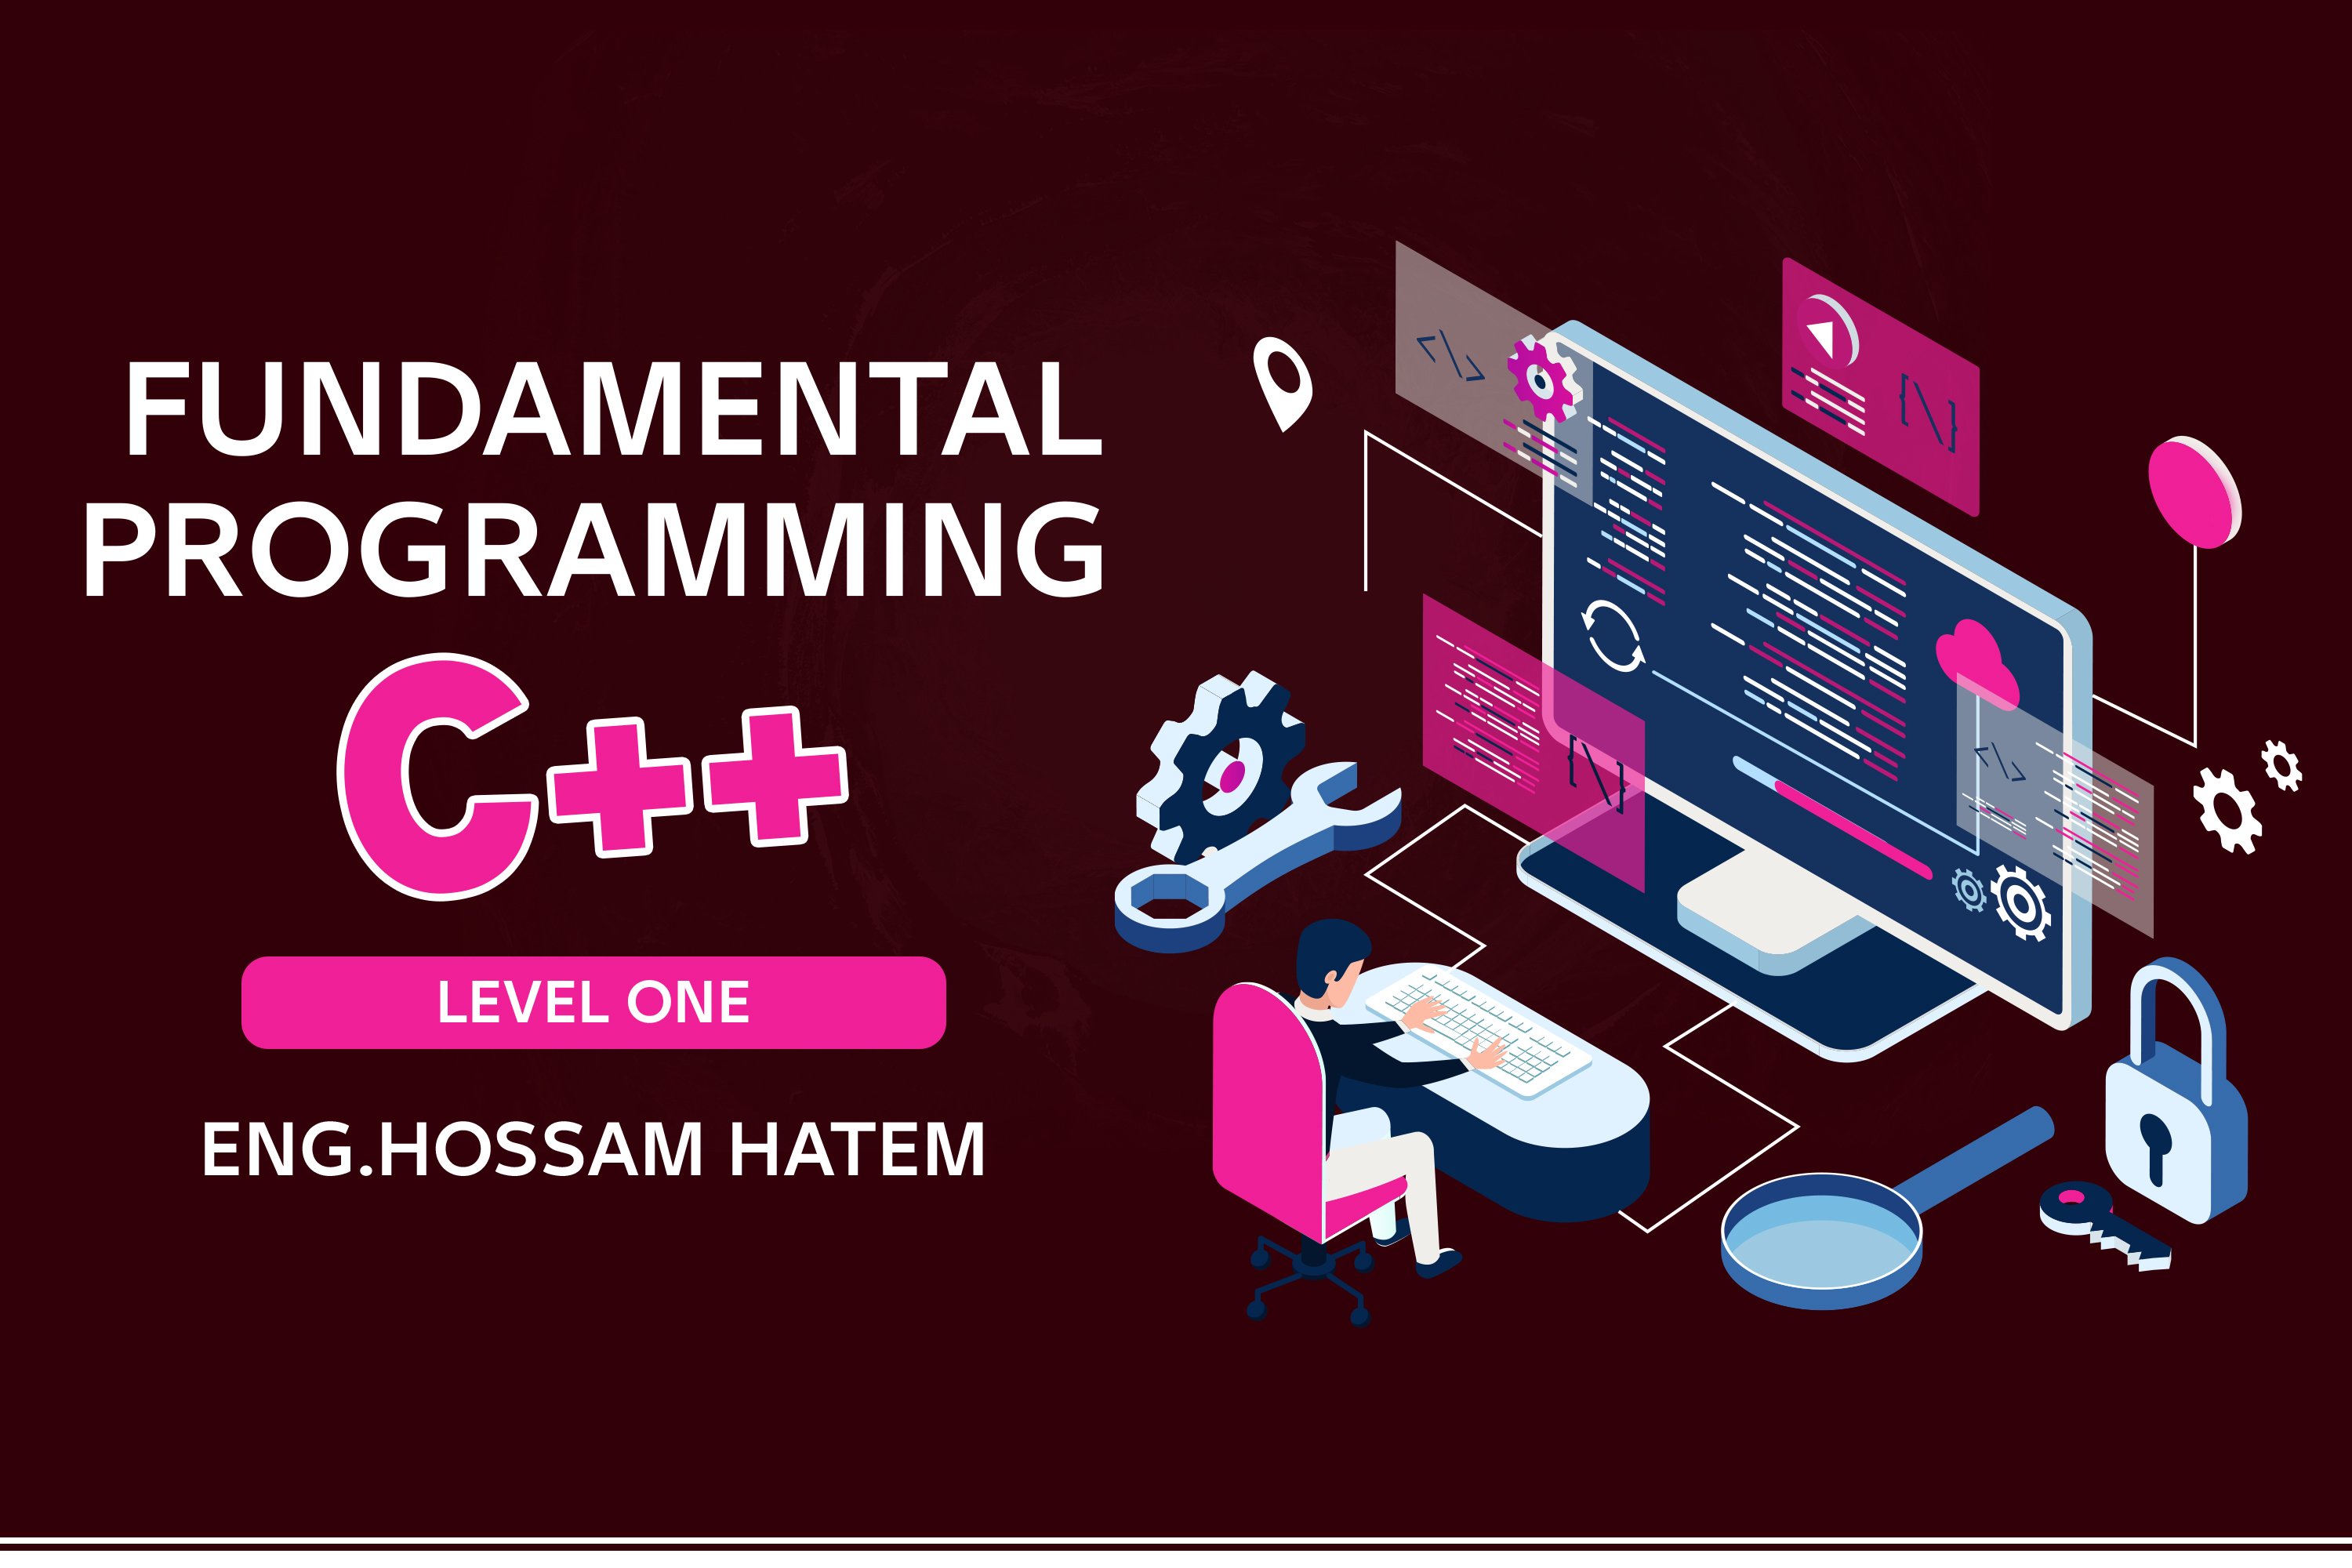 FUNDAMENTAL
PROGRAMMING
C++
LEVEL ONE
ENG.HOSSAM HATEM